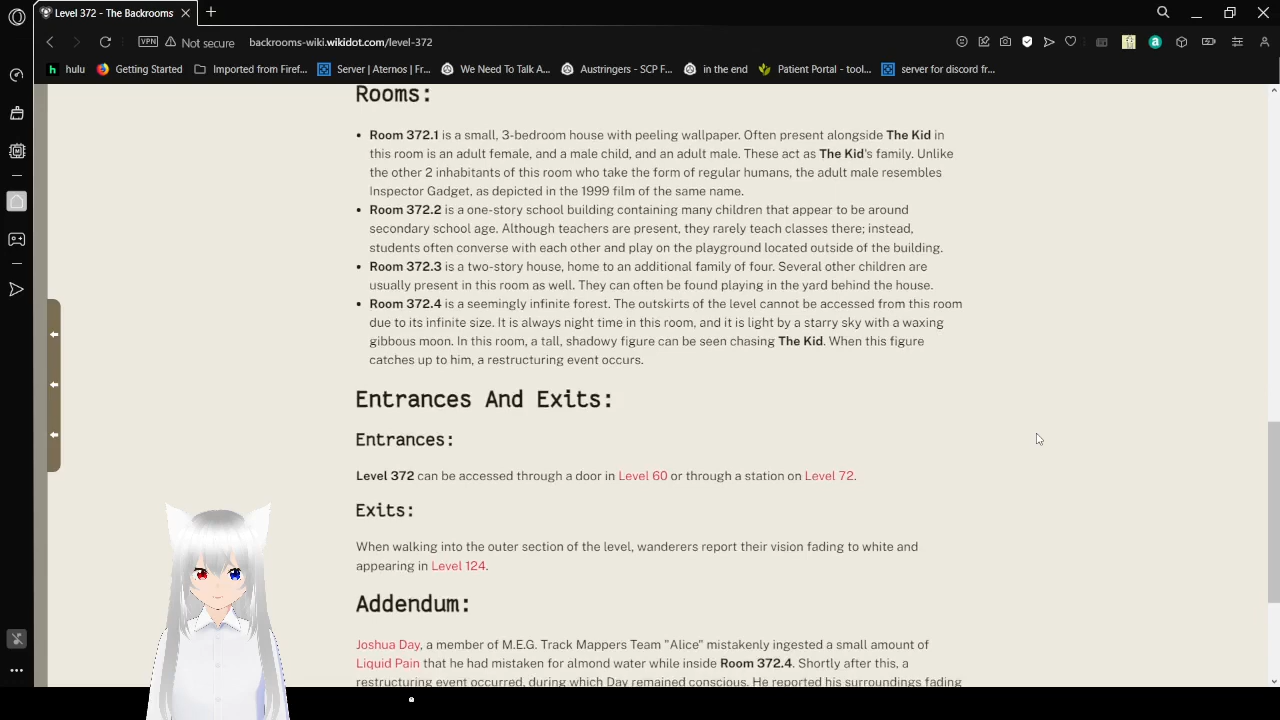 Level 372 - The Backrooms
VPN Not secure backrooms-wiki.wikidot.com/level-372
hulu Getting Started Imported from Firef... Server | Aternos | Fr... We Need To Talk A... Austringers - SCP F... in the end Patient Portal - tool... server for discord fr...
Rooms:
• Room 372.1 is a small, 3-bedroom house with peeling wallpaper. Often present alongside The Kid in
this room is an adult female, and a male child, and an adult male. These act as The Kid's family. Unlike
the other 2 inhabitants of this room who take the form of regular humans, the adult male resembles
Inspector Gadget, as depicted in the 1999 film of the same name.
• Room 372.2 is a one-story school building containing many children that appear to be around
secondary school age. Although teachers are present, they rarely teach classes there; instead,
students often converse with each other and play on the playground located outside of the building.
• Room 372.3 is a two-story house, home to an additional family of four. Several other children are
usually present in this room as well. They can often be found playing in the yard behind the house.
• Room 372.4 is a seemingly infinite forest. The outskirts of the level cannot be accessed from this room
due to its infinite size. It is always night time in this room, and it is light by a starry sky with a waxing
gibbous moon. In this room, a tall, shadowy figure can be seen chasing The Kid. When this figure
catches up to him, a restructuring event occurs.
Entrances And Exits:
Entrances:
Level 372 can be accessed through a door in Level 60 or through a station on Level 72.
Exits:
When walking into the outer section of the level, wanderers report their vision fading to white and
appearing in Level 124.
Addendum:
Joshua Day, a member of M.E.G. Track Mappers Team "Alice" mistakenly ingested a small amount of
Liquid Pain that he had mistaken for almond water while inside Room 372.4. Shortly after this, a
restructuring event occurred, during which Day remained conscious. He reported his surroundings fading